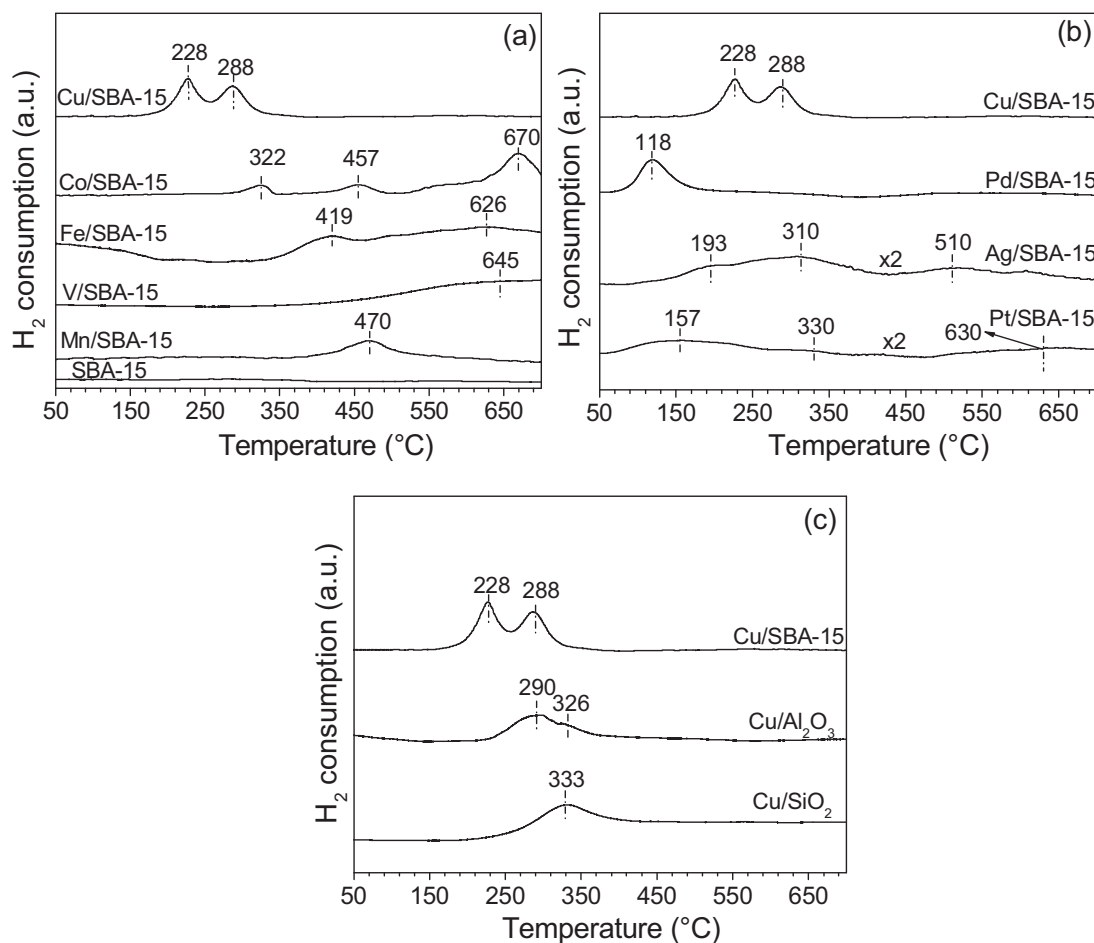 (a)
228 288
Cu/SBA-15
670
322 457
Co/SBA-15
419 626
Fe/SBA-15
645
V/SBA-15
470
Mn/SBA-15
SBA-15
50 150 250 350 450 550 650
Temperature (°C)
H₂ consumption (a.u.)
(b)
228 288
Cu/SBA-15
118
Pd/SBA-15
193 310 x2 510 Ag/SBA-15
Pt/SBA-15
157 330 x2 630
50 150 250 350 450 550 650
Temperature (°C)
H₂ consumption (a.u.)
(c)
228 288
Cu/SBA-15
290 326
Cu/Al₂O₃
333
Cu/SiO₂
50 150 250 350 450 550 650
Temperature (°C)
H₂ consumption (a.u.)